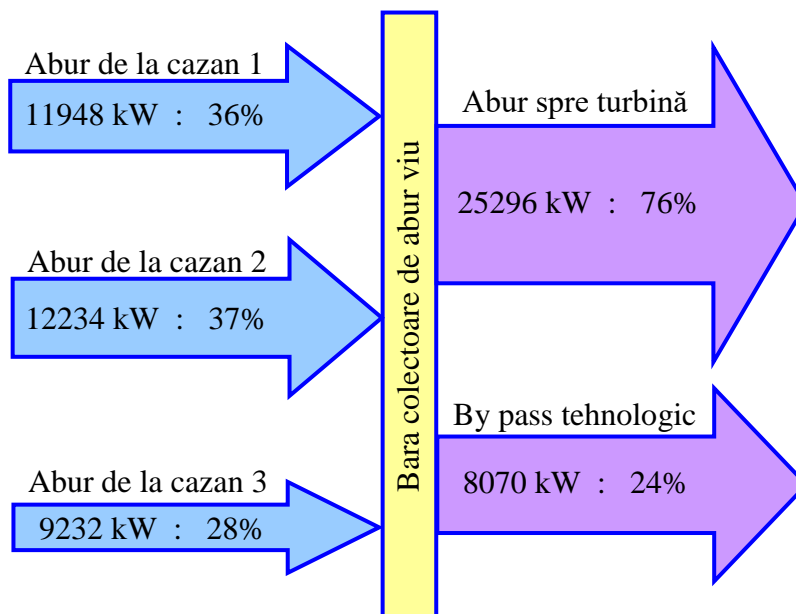 Abur de la cazan 1
11948 kW : 36%
Abur de la cazan 2
12234 kW : 37%
Abur de la cazan 3
9232 kW : 28%
Bara colectoare de abur viu
Abur spre turbină
25296 kW : 76%
By pass tehnologic
8070 kW : 24%